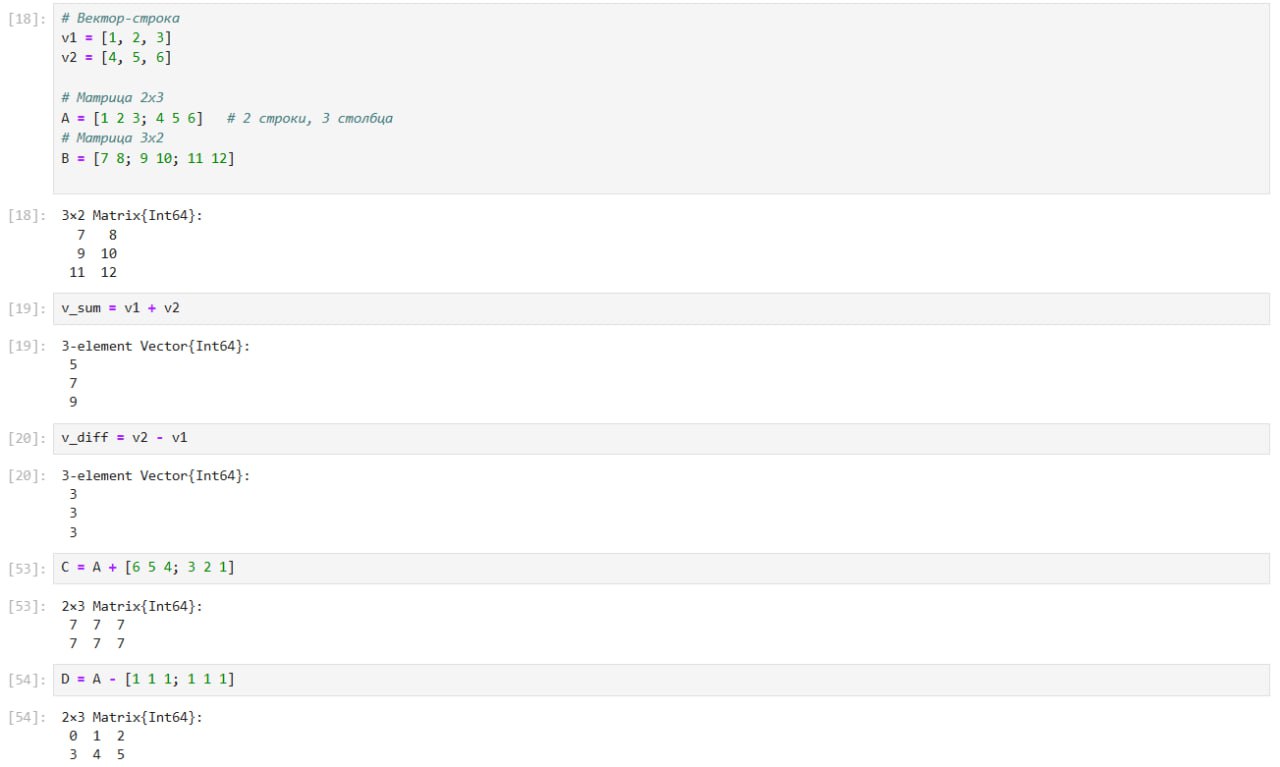 [18]: # Вектор-строка
v1 = [1, 2, 3]
v2 = [4, 5, 6]
# Матрица 2x3
A = [1 2 3; 4 5 6]   # 2 строки, 3 столбца
# Матрица 3x2
B = [7 8; 9 10; 11 12]
[18]: 3×2 Matrix{Int64}:
7   8
9  10
11  12
[19]: v_sum = v1 + v2
[19]: 3-element Vector{Int64}:
5
7
9
[20]: v_diff = v2 - v1
[20]: 3-element Vector{Int64}:
3
3
3
[53]: C = A + [6 5 4; 3 2 1]
[53]: 2×3 Matrix{Int64}:
7  7  7
7  7  7
[54]: D = A - [1 1 1; 1 1 1]
[54]: 2×3 Matrix{Int64}:
0  1  2
3  4  5